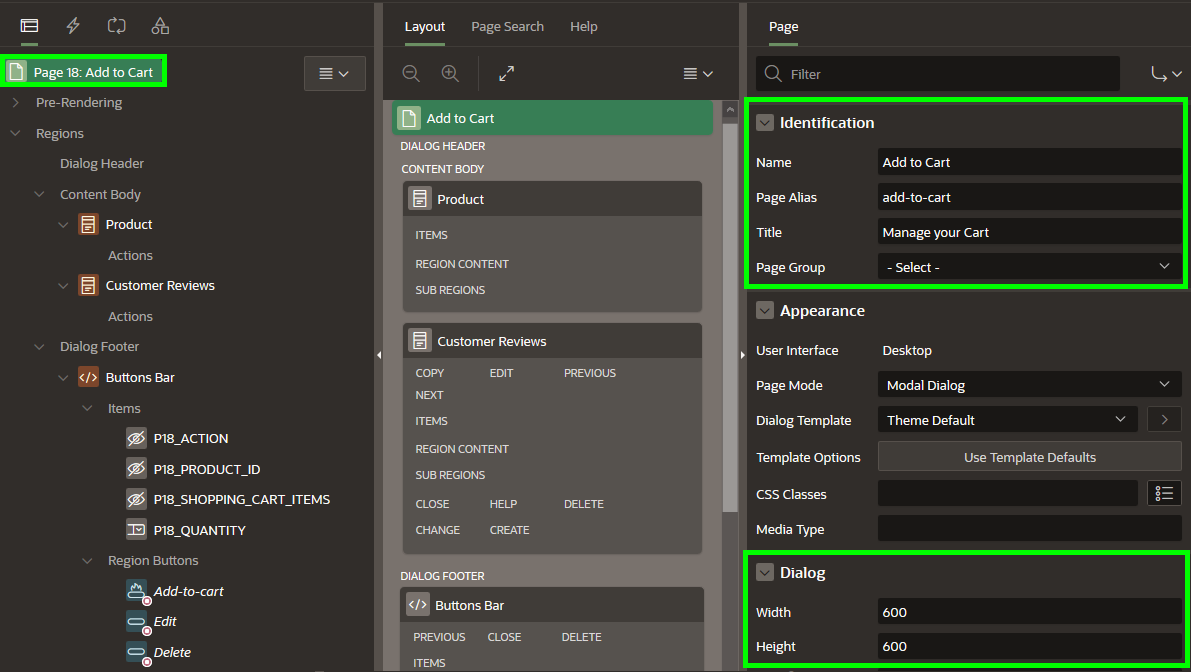 Page 18: Add to Cart
Pre-Rendering
Regions
Dialog Header
Content Body
Product
Actions
Customer Reviews
Actions
Dialog Footer
Buttons Bar
Items
P18_ACTION
P18_PRODUCT_ID
P18_SHOPPING_CART_ITEMS
P18_QUANTITY
Region Buttons
Add-to-cart
Edit
Delete
Layout Page Search Help
Add to Cart
DIALOG HEADER
CONTENT BODY
Product
ITEMS
REGION CONTENT
SUB REGIONS
Customer Reviews
COPY EDIT PREVIOUS
NEXT
ITEMS
REGION CONTENT
SUB REGIONS
CLOSE HELP DELETE
CHANGE CREATE
DIALOG FOOTER
</> Buttons Bar
PREVIOUS CLOSE DELETE
ITEMS
Page
Filter
Identification
Name Add to Cart
Page Alias add-to-cart
Title Manage your Cart
Page Group - Select -
Appearance
User Interface Desktop
Page Mode Modal Dialog
Dialog Template Theme Default
Template Options Use Template Defaults
CSS Classes
Media Type
Dialog
Width 600
Height 600